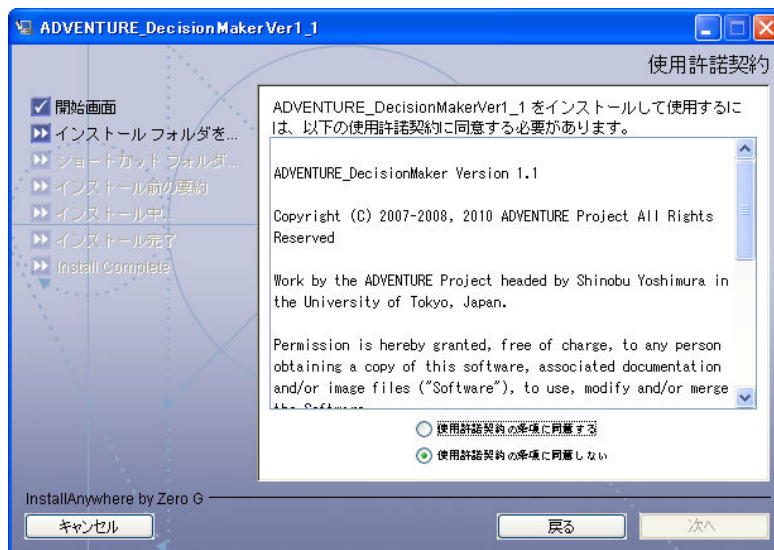 ADVENTURE_DecisionMakerVer1_1
使用許諾契約
開始画面
インストール フォルダを...
ショートカット フォルダ...
インストール前の要約
インストール中...
インストール完了
Install Complete
ADVENTURE_DecisionMakerVer1_1 をインストールして使用するに
は、以下の使用許諾契約に同意する必要があります。
ADVENTURE_DecisionMaker Version 1.1
Copyright (C) 2007-2008, 2010 ADVENTURE Project All Rights
Reserved
Work by the ADVENTURE Project headed by Shinobu Yoshimura in
the University of Tokyo, Japan.
Permission is hereby granted, free of charge, to any person
obtaining a copy of this software, associated documentation
and/or image files ("Software"), to use, modify and/or merge
the Software
使用許諾契約の条項に同意する
使用許諾契約の条項に同意しない
InstallAnywhere by Zero G
キャンセル
戻る
次へ